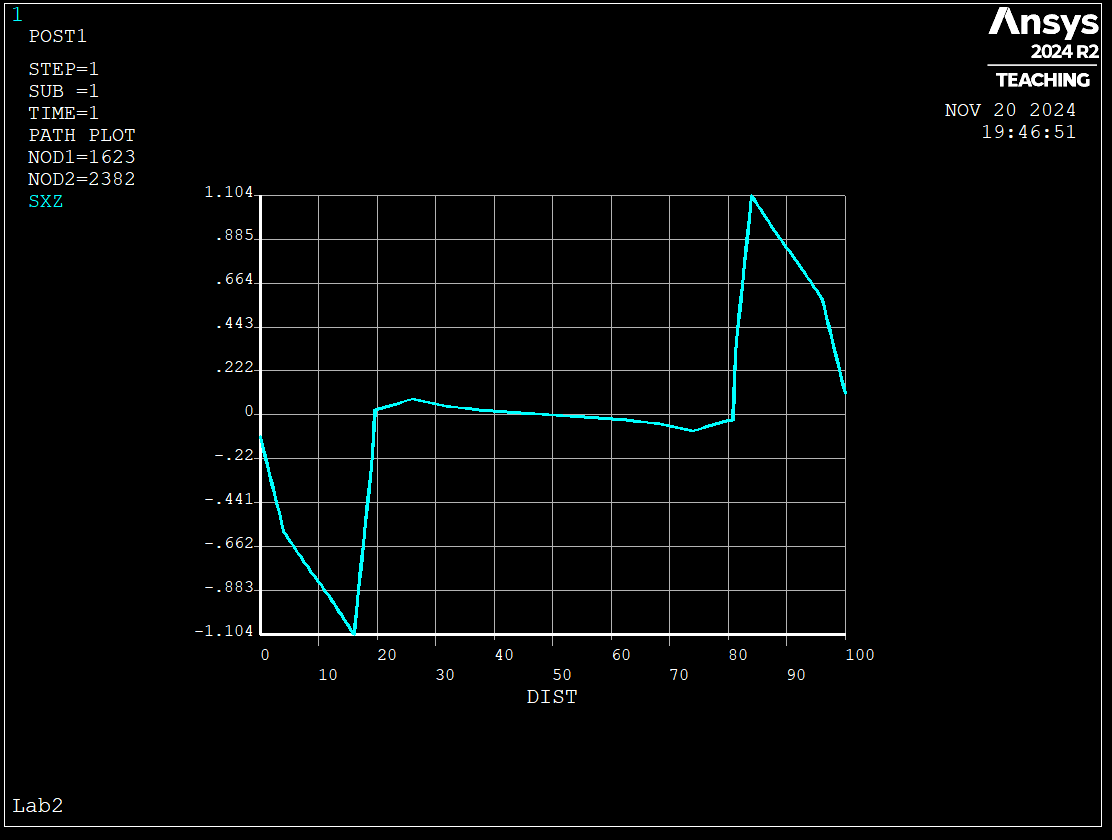 1
POST1
STEP=1
SUB =1
TIME=1
PATH PLOT
NOD1=1623
NOD2=2382
SXZ
Ansys
2024 R2
TEACHING
NOV 20 2024
19:46:51
1.104
.885
.664
.443
.222
0
-.22
-.441
-.662
-.883
-1.104
0 20 40 60 80 100
10 30 50 70 90
DIST
Lab2